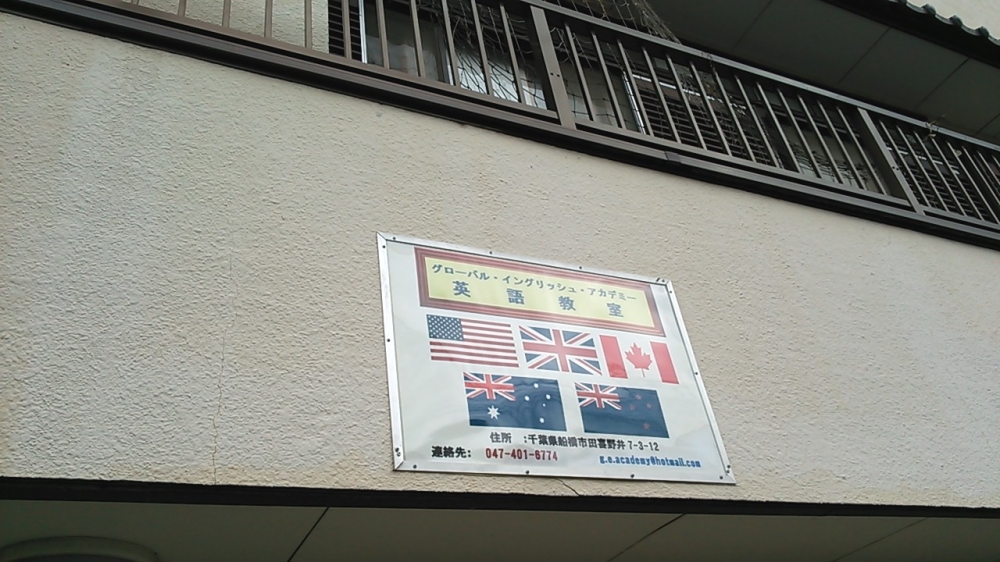 グローバル・イングリッシュ・アカデミー
英語教室
住所 :千葉県船橋市田喜野井7-3-12
連絡先: 047-401-6774
g.e.academy@hotmail.com